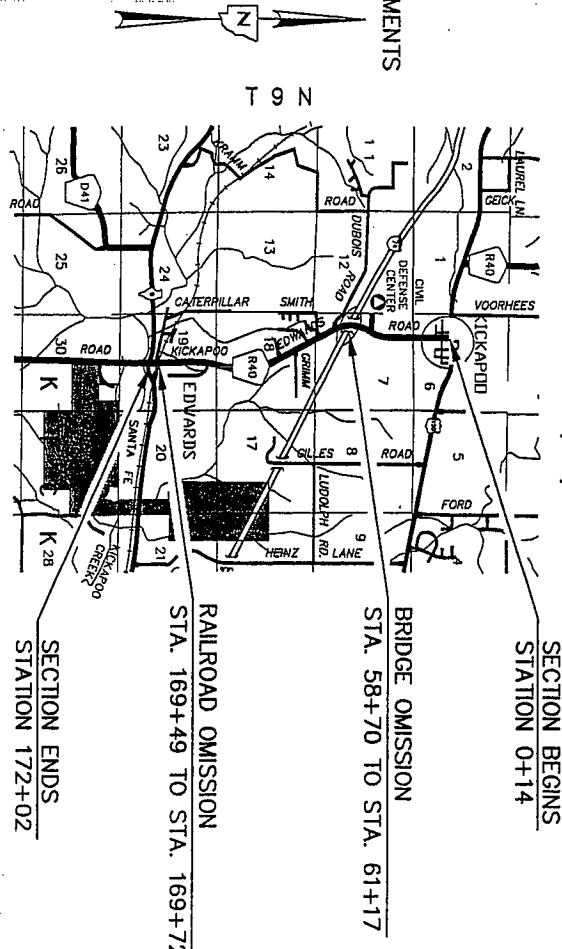 MENTS
N
T 9 N
SECTION BEGINS
STATION 0+14
BRIDGE OMISSION
STA. 58+70 TO STA. 61+17
RAILROAD OMISSION
STA. 169+49 TO STA. 169+72
SECTION ENDS
STATION 172+02
LAUREL LN.
GEICK
R40
VOORHEES
KICKAPOO
2
1
6
5
FORD
11
ROAD
DUBOIS
ROAD
12
74
CIVIL
DEFENSE
CENTER
ROAD
7
8
ROAD
9
KRAMM
14
13
SMITH
EDWARDS
18
GRIMM
17
GILLES
LUDOLPH
RD.
HEINZ
LANE
23
24
CATERPILLAR
19
KICKAPOO
R40
EDWARDS
20
21
SANTA FE
26
D41
ROAD
25
30
ROAD
K
K
28
KICKAPOO
CREEK